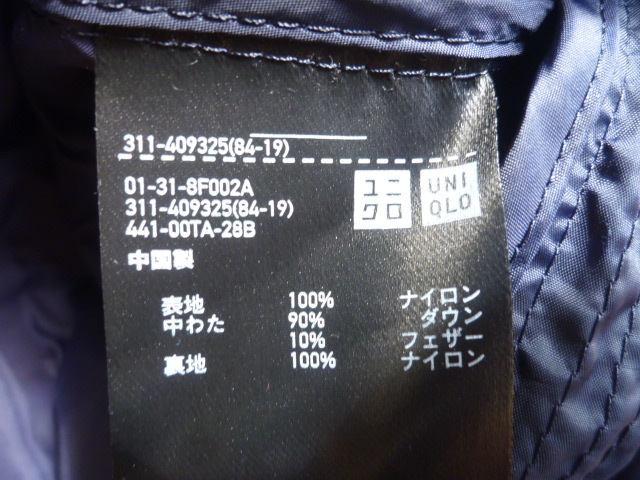 311-409325(84-19)
01-31-8F002A
311-409325(84-19)
441-00TA-28B
中国製
ユニ
クロ
UNI
QLO
表地 100% ナイロン
中わた 90% ダウン
10% フェザー
裏地 100% ナイロン